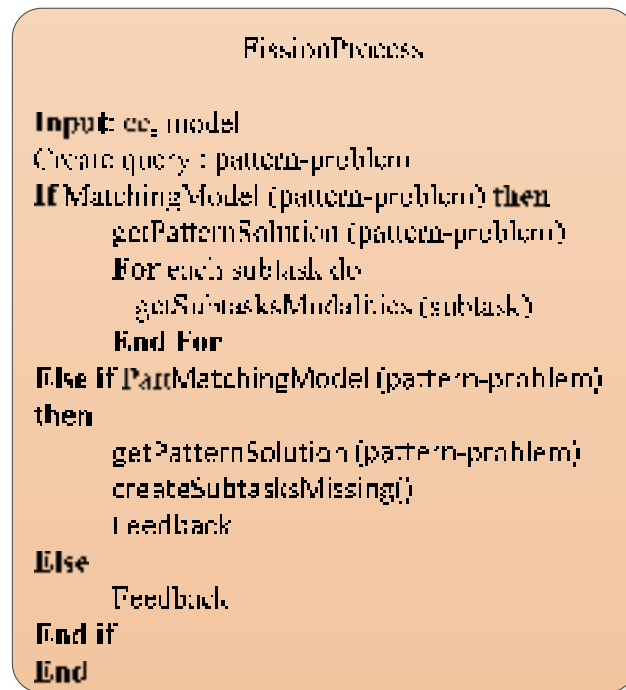 FissionProcess
Input: cc, model
Create query : pattern-problem
If MatchingModel (pattern-problem) then
getPatternSolution (pattern-problem)
For each subtask do
getSubtasksModalities (subtask)
End For
Else if PartMatchingModel (pattern-problem)
then
getPatternSolution (pattern-problem)
createSubtasksMissing()
Feedback
Else
Feedback
End if
End